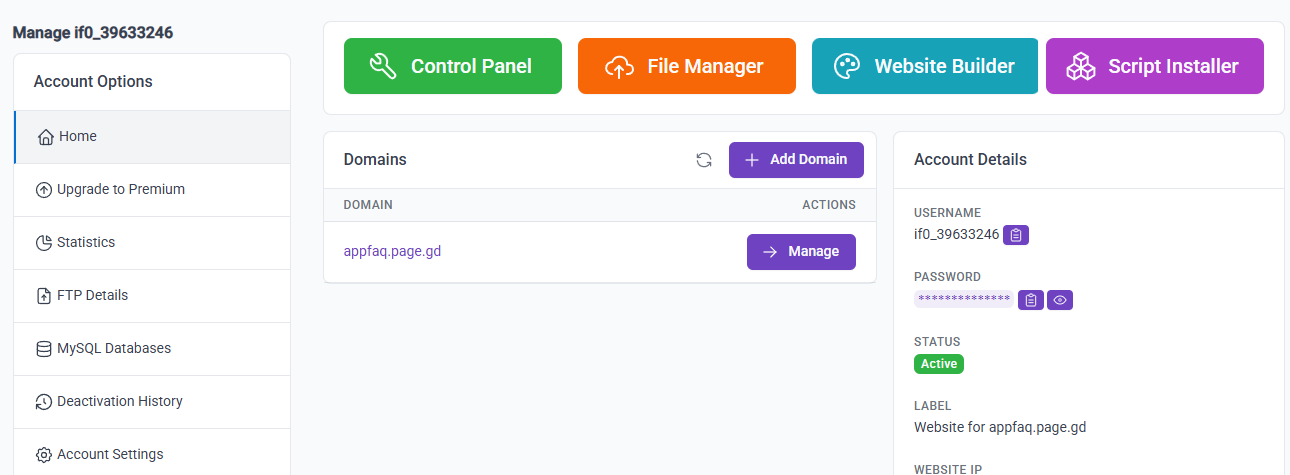 Manage if0_39633246
Account Options
Home
Upgrade to Premium
Statistics
FTP Details
MySQL Databases
Deactivation History
Account Settings
Control Panel
File Manager
Website Builder
Script Installer
Domains
Add Domain
DOMAIN ACTIONS
appfaq.page.gd Manage
Account Details
USERNAME
if0_39633246
PASSWORD
**************
STATUS
Active
LABEL
Website for appfaq.page.gd
WEBSITE IP